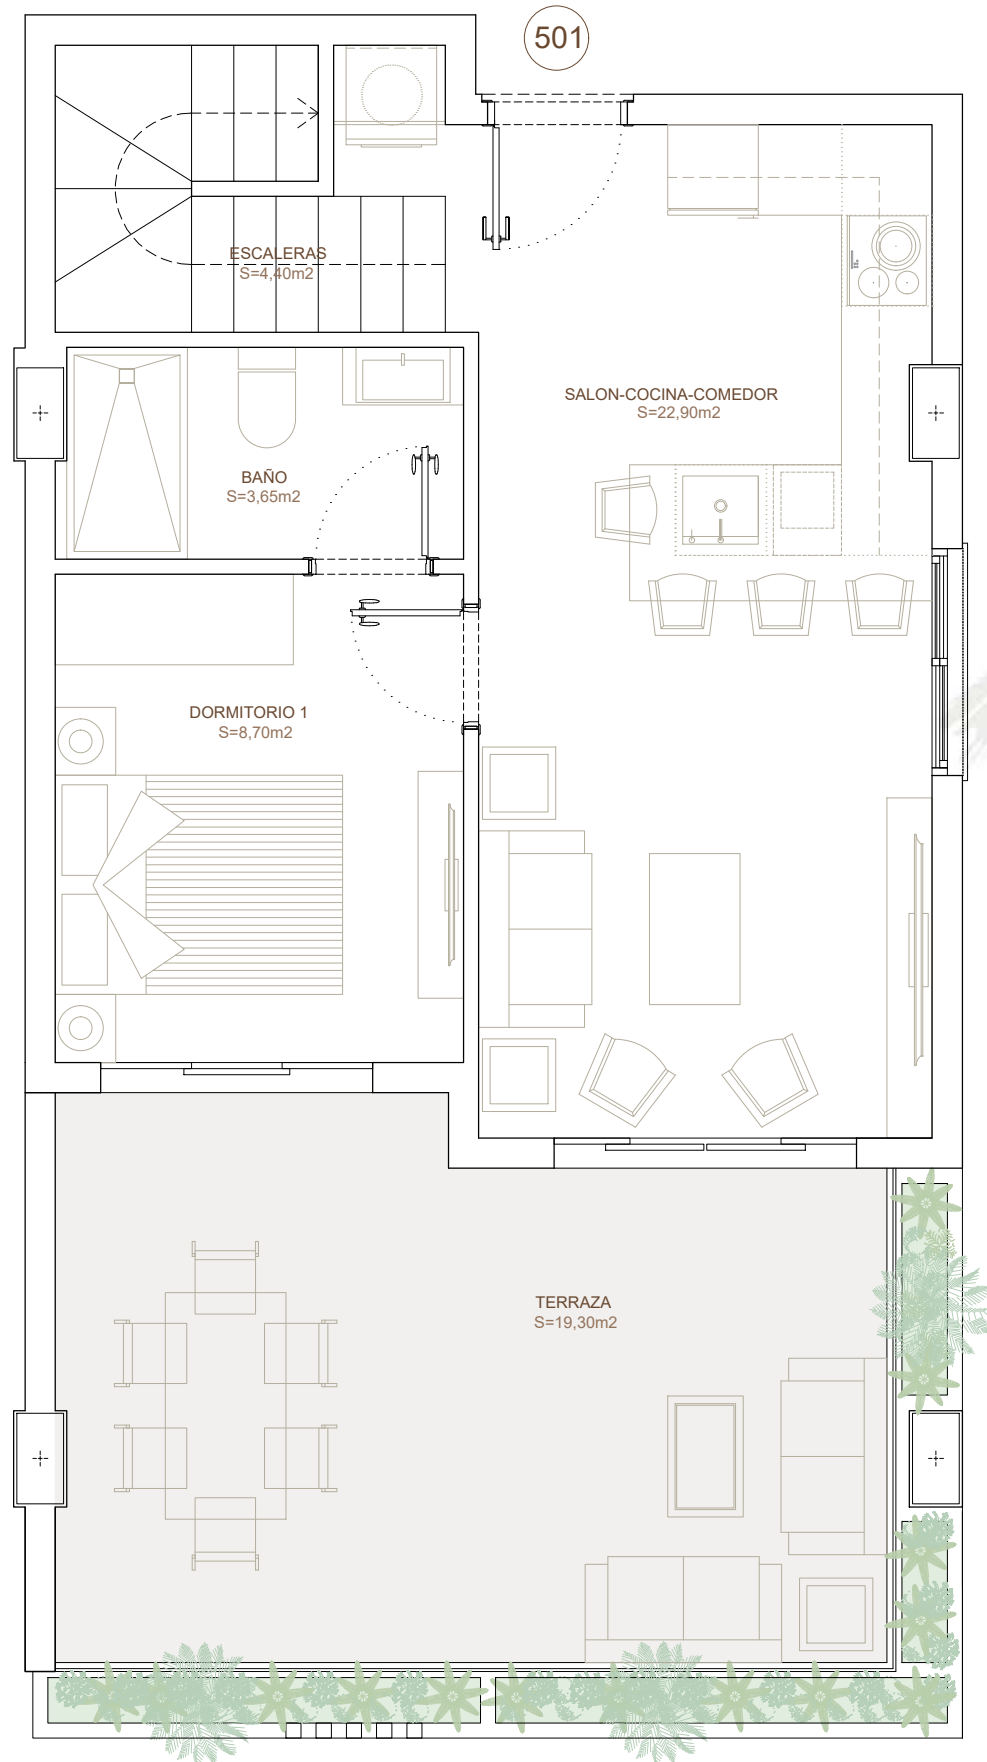 501
ESCALERAS
S=4,40m2
SALON-COCINA-COMEDOR
S=22,90m2
BAÑO
S=3,65m2
DORMITORIO 1
S=8,70m2
TERRAZA
S=19,30m2